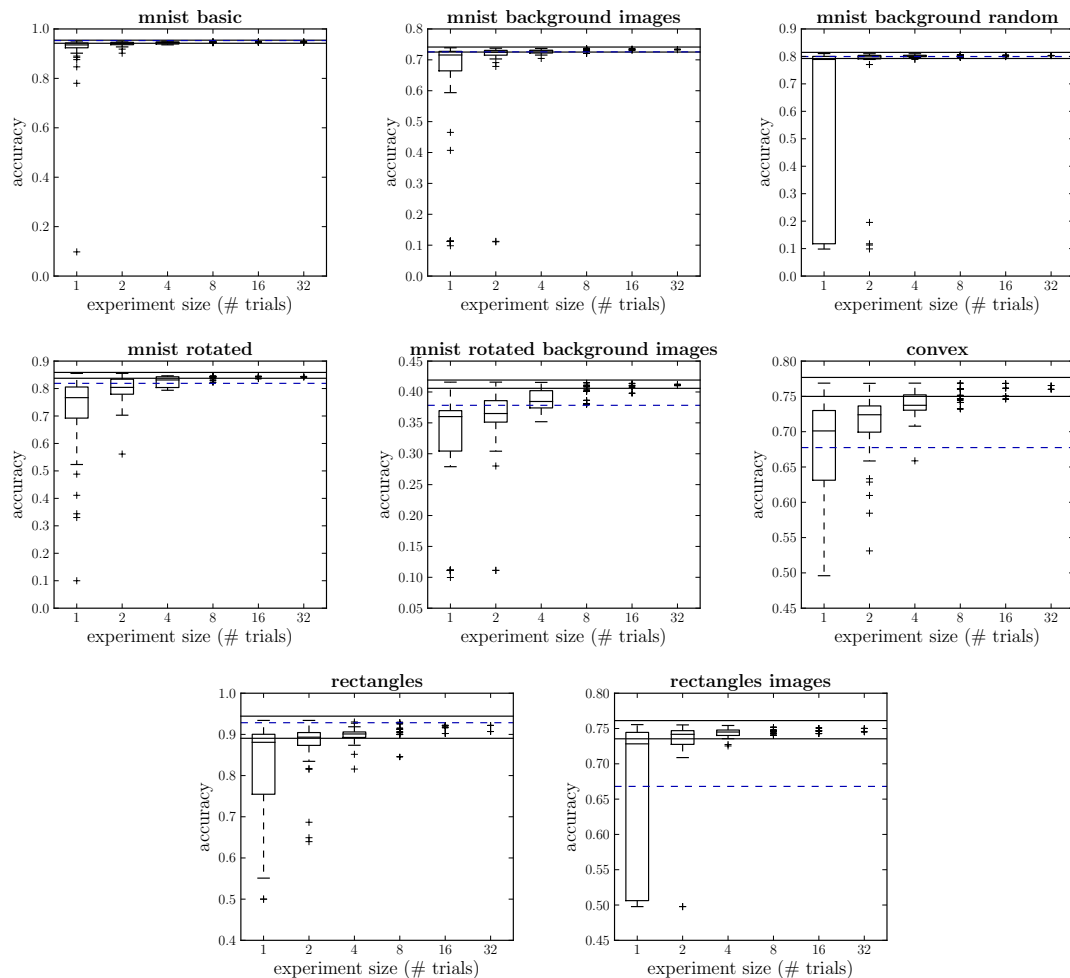 mnist basic
accuracy
1.0
0.8
0.6
0.4
0.2
0.0
1 2 4 8 16 32
experiment size (# trials)
mnist background images
accuracy
0.8
0.7
0.6
0.5
0.4
0.3
0.2
0.1
0.0
1 2 4 8 16 32
experiment size (# trials)
mnist background random
accuracy
0.9
0.8
0.7
0.6
0.5
0.4
0.3
0.2
0.1
0.0
1 2 4 8 16 32
experiment size (# trials)
mnist rotated
accuracy
0.9
0.8
0.7
0.6
0.5
0.4
0.3
0.2
0.1
0.0
1 2 4 8 16 32
experiment size (# trials)
mnist rotated background images
accuracy
0.45
0.40
0.35
0.30
0.25
0.20
0.15
0.10
0.05
1 2 4 8 16 32
experiment size (# trials)
convex
accuracy
0.80
0.75
0.70
0.65
0.60
0.55
0.50
0.45
1 2 4 8 16 32
experiment size (# trials)
rectangles
accuracy
1.0
0.9
0.8
0.7
0.6
0.5
0.4
1 2 4 8 16 32
experiment size (# trials)
rectangles images
accuracy
0.80
0.75
0.70
0.65
0.60
0.55
0.50
0.45
1 2 4 8 16 32
experiment size (# trials)